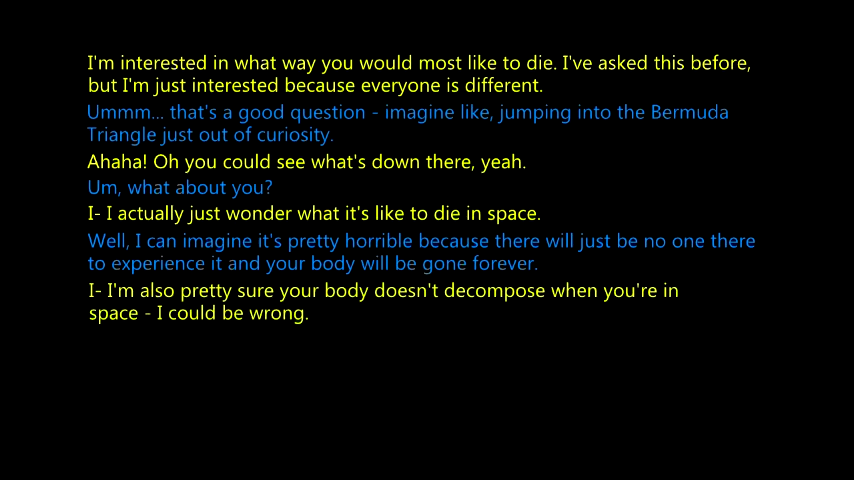 I'm interested in what way you would most like to die. I've asked this before,
but I'm just interested because everyone is different.
Ummm... that's a good question - imagine like, jumping into the Bermuda
Triangle just out of curiosity.
Ahaha! Oh you could see what's down there, yeah.
Um, what about you?
I- I actually just wonder what it's like to die in space.
Well, I can imagine it's pretty horrible because there will just be no one there
to experience it and your body will be gone forever.
I- I'm also pretty sure your body doesn't decompose when you're in
space - I could be wrong.